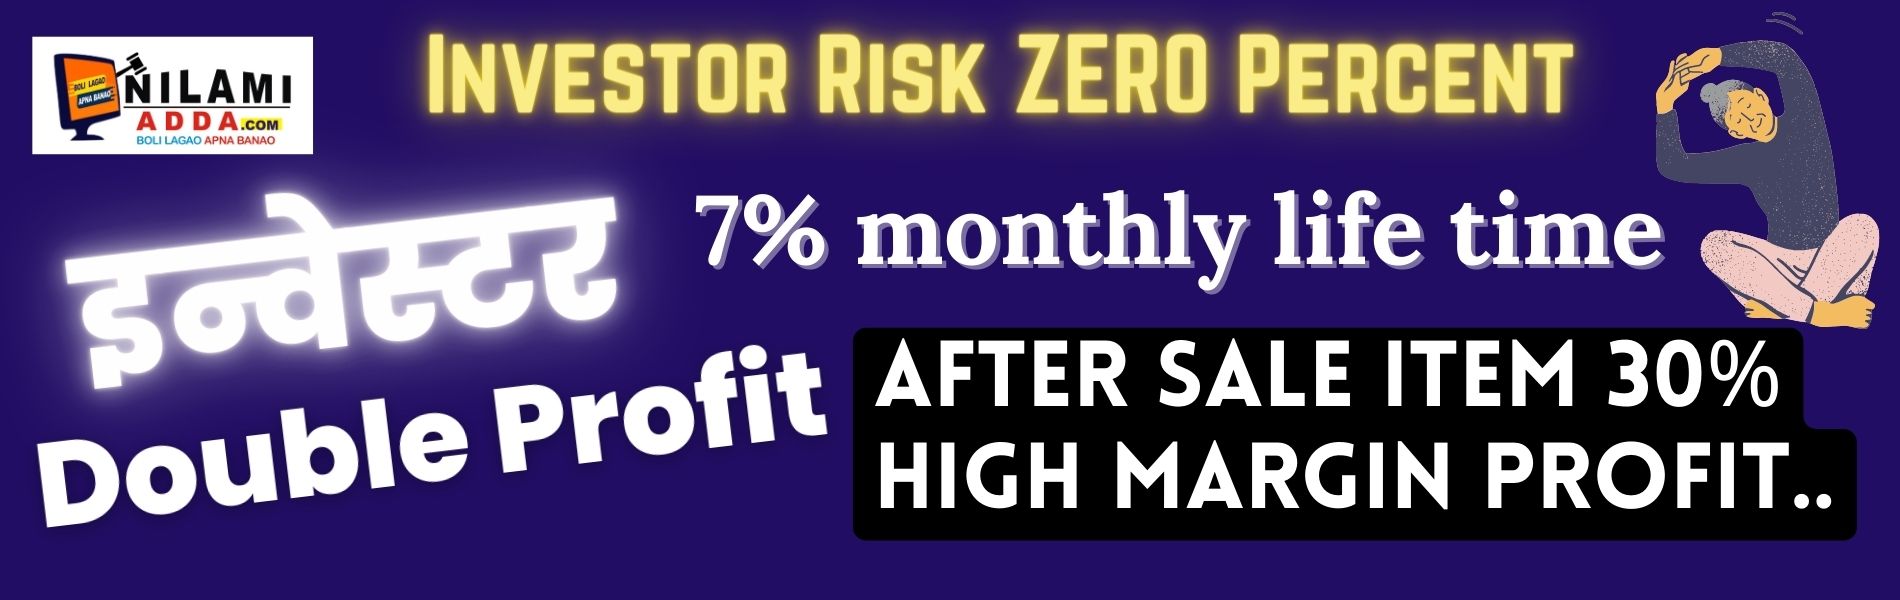 BOLI LAGAO
APNA BANAO
NILAMI
ADDA.COM
BOLI LAGAO APNA BANAO
INVESTOR RISK ZERO PERCENT
इन्वेस्टर
Double Profit
7% monthly life time
AFTER SALE ITEM 30%
HIGH MARGIN PROFIT..